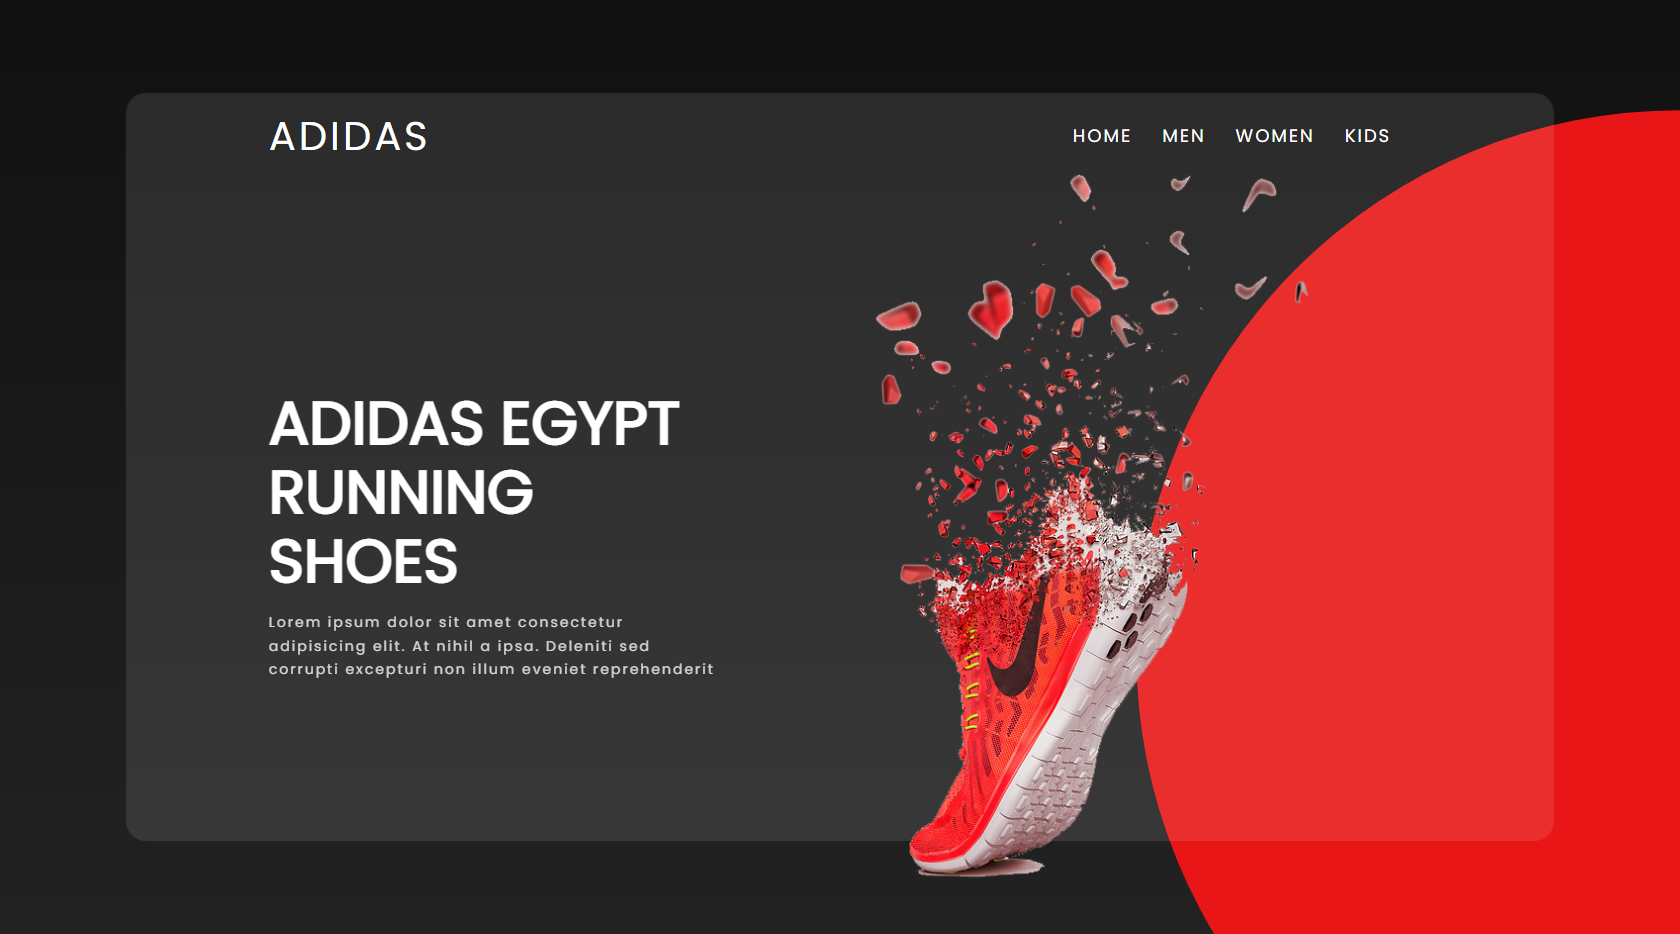 ADIDAS
HOME MEN WOMEN KIDS
ADIDAS EGYPT
RUNNING
SHOES
Lorem ipsum dolor sit amet consectetur
adipisicing elit. At nihil a ipsa. Deleniti sed
corrupti excepturi non illum eveniet reprehenderit